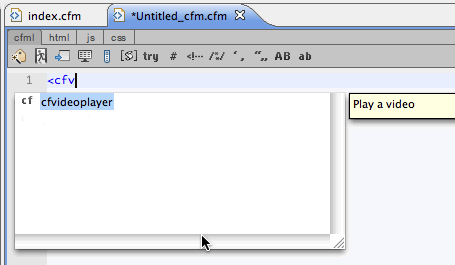 index.cfm *Untitled_cfm.cfm
cfml html js css
try # <!-- /*:*/ ‘, “„ AB ab
1 <cfv
cf cfvideoplayer Play a video